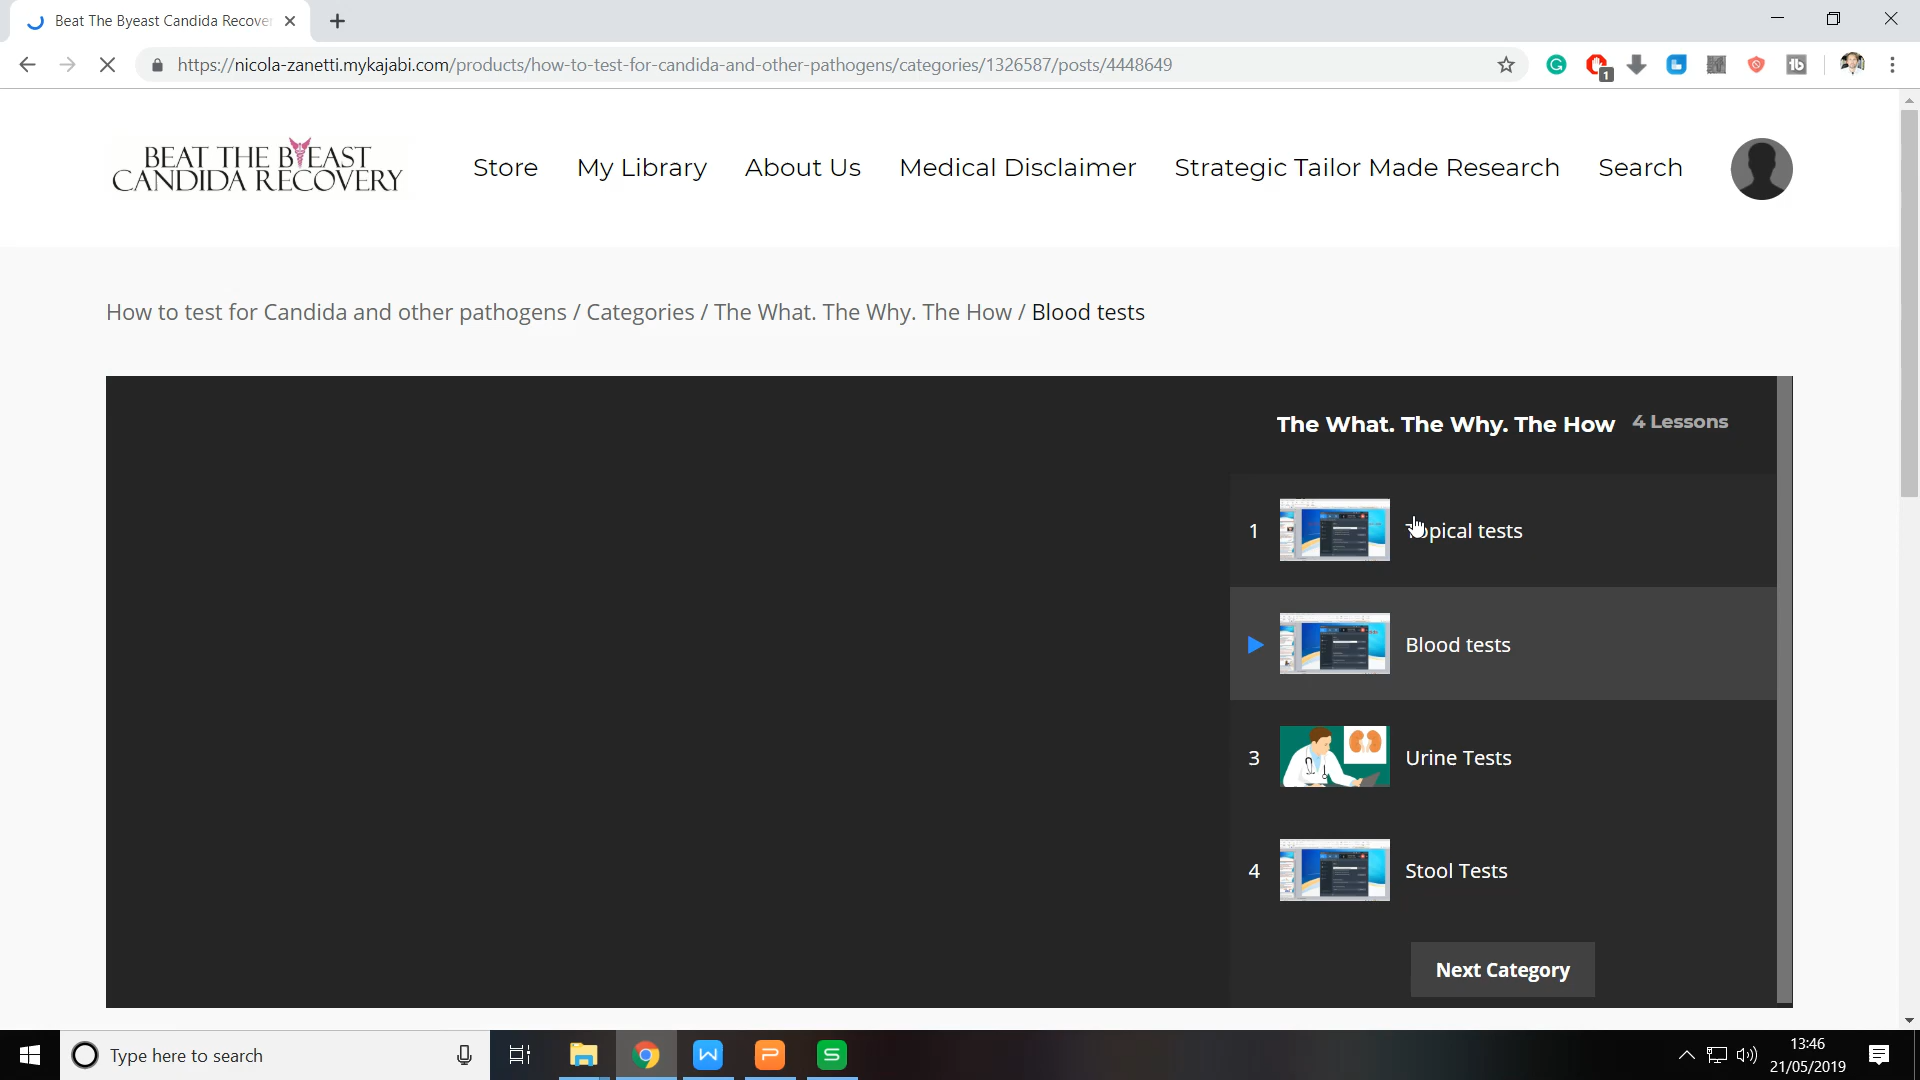 Beat The Byeast Candida Recove
https://nicola-zanetti.mykajabi.com/products/how-to-test-for-candida-and-other-pathogens/categories/1326587/posts/4448649
1
BEAT THE BYEAST
CANDIDA RECOVERY
Store
My Library
About Us
Medical Disclaimer
Strategic Tailor Made Research
Search
How to test for Candida and other pathogens / Categories / The What. The Why. The How / Blood tests
The What. The Why. The How 4 Lessons
1 Topical tests
Blood tests
3 Urine Tests
4 Stool Tests
Next Category
Type here to search
13:46
21/05/2019